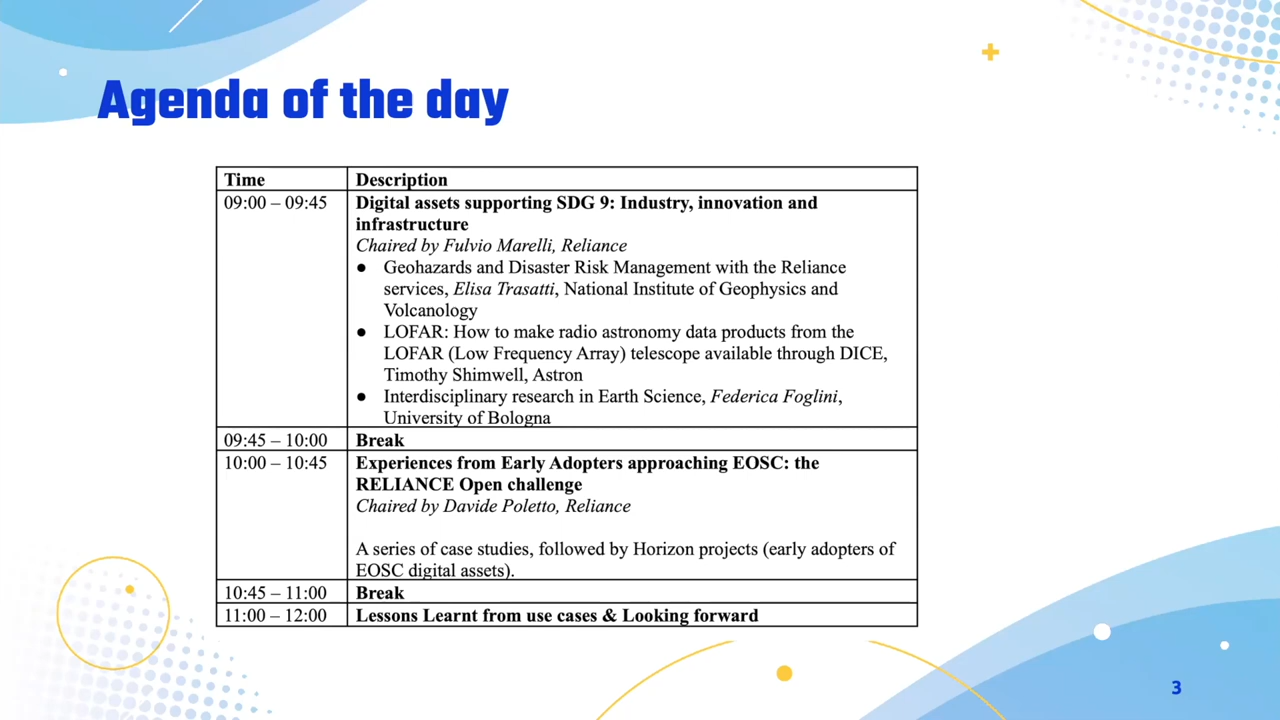 Agenda of the day
Time Description
09:00 – 09:45 Digital assets supporting SDG 9: Industry, innovation and
infrastructure
Chaired by Fulvio Marelli, Reliance
● Geohazards and Disaster Risk Management with the Reliance
services, Elisa Trasatti, National Institute of Geophysics and
Volcanology
● LOFAR: How to make radio astronomy data products from the
LOFAR (Low Frequency Array) telescope available through DICE,
Timothy Shimwell, Astron
● Interdisciplinary research in Earth Science, Federica Foglini,
University of Bologna
09:45 – 10:00 Break
10:00 – 10:45 Experiences from Early Adopters approaching EOSC: the
RELIANCE Open challenge
Chaired by Davide Poletto, Reliance
A series of case studies, followed by Horizon projects (early adopters of
EOSC digital assets).
10:45 – 11:00 Break
11:00 – 12:00 Lessons Learnt from use cases & Looking forward
3